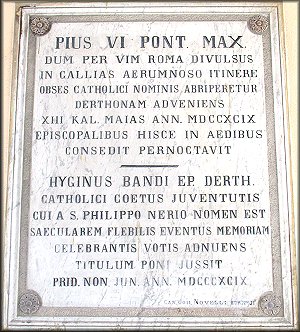 PIUS VI PONT. MAX.
DUM PER VIM ROMA DIVULSUS
IN GALLIAS AERUMNOSO ITINERE
OBSES CATHOLICI NOMINIS ABRIPERETUR
DERTHONAM ADVENIENS
XIII KAL. MAIAS ANN. MDCCXCIX
EPISCOPALIBUS HISCE IN AEDIBUS
CONSEDIT PERNOCTAVIT
HYGINUS BANDI EP. DERTH.
CATHOLICI COETUS JUVENTUTIS
CUI A S. PHILIPPO NERIO NOMEN EST
SAECULAREM FLEBILIS EVENTUS MEMORIAM
CELEBRANTIS VOTIS ADNUENS
TITULUM PONI JUSSIT
PRID. NON JUN. ANN. MDCCCXCIX.
NOVELLI